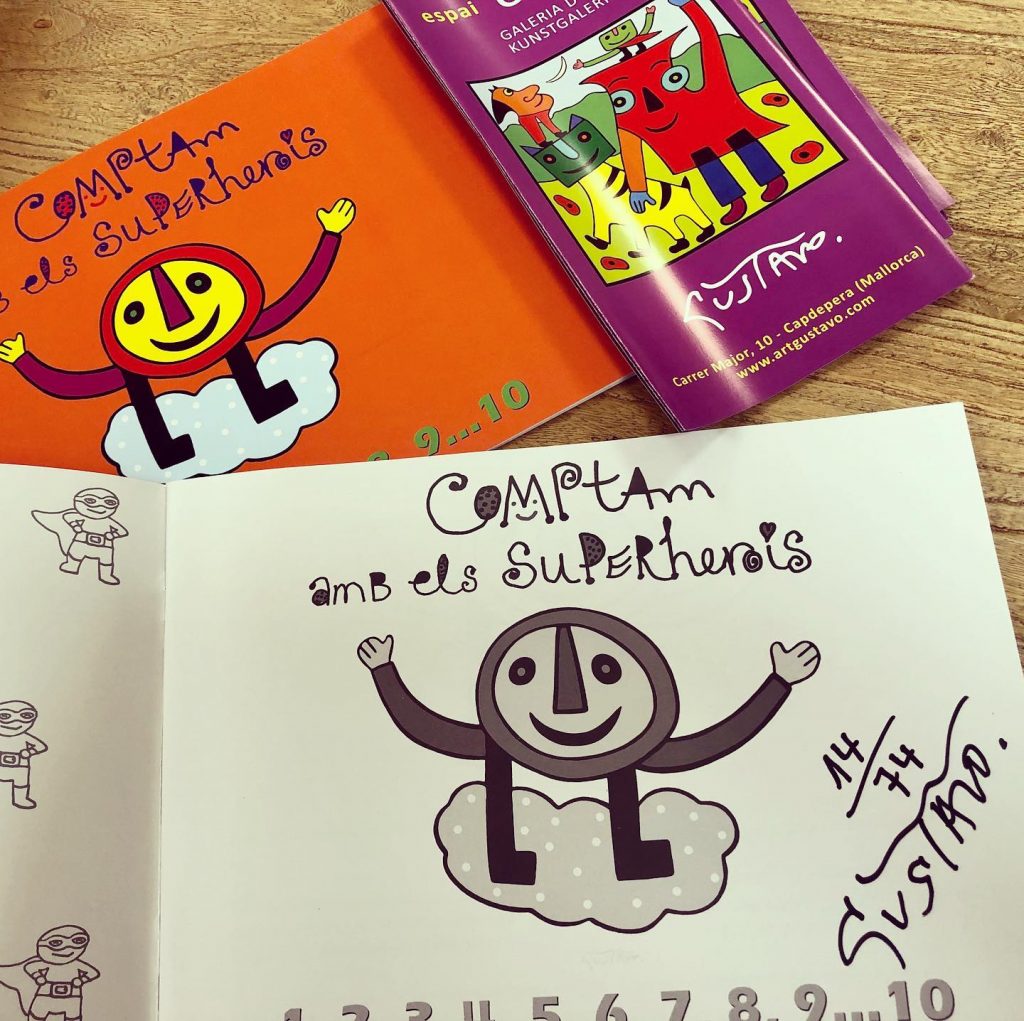 COMPtAm
els SuPERherois
9...10
espai
GALERIA D
KUNSTGALERI
GUSTAVO.
Carrer Major, 10 - Capdepera (Mallorca)
www.artgustavo.com
COMPtAm
amB els SuPERherois
14/74
GUSTAVO.
1 2 3 4 5 6 7 8, 9...10